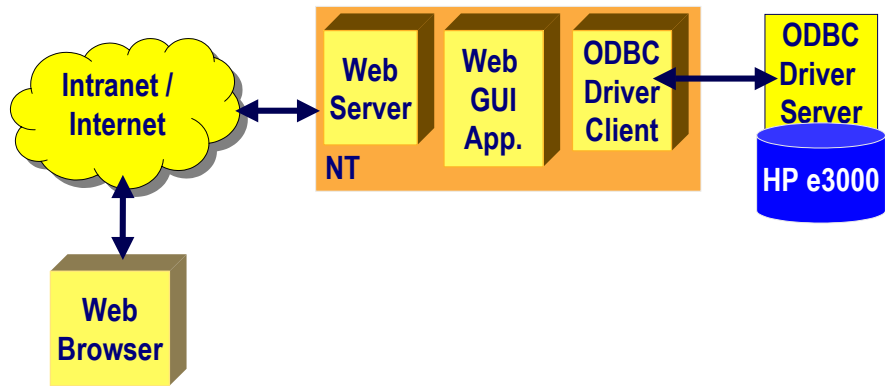 Intranet /
Internet
Web
Server
Web
GUI
App.
ODBC
Driver
Client
NT
ODBC
Driver
Server
HP e3000
Web
Browser